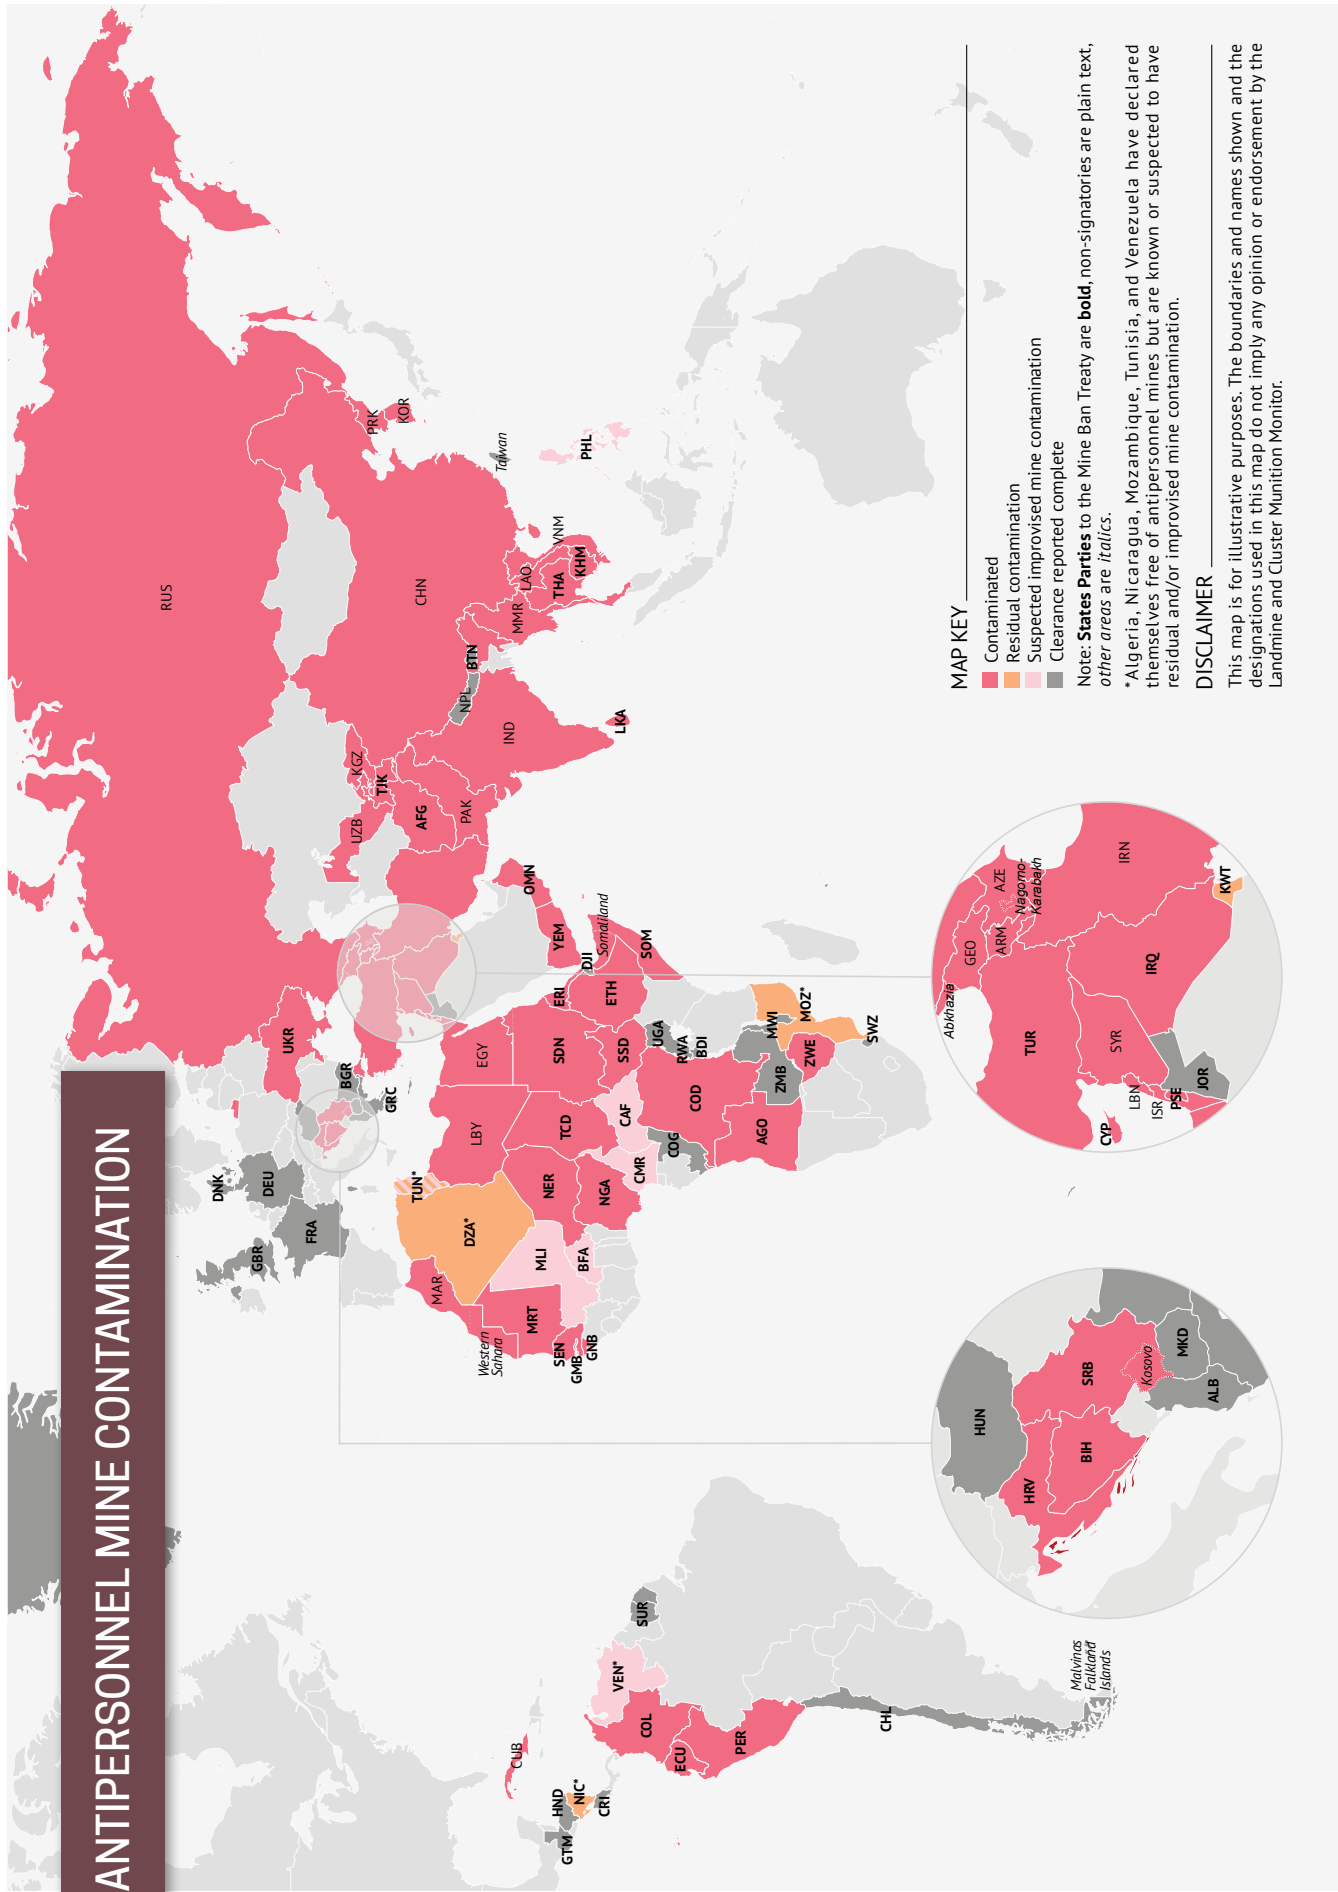 ANTIPERSONNEL MINE CONTAMINATION
RUS
UKR
DNK
DEU
GBR
FRA
BGR
GRC
UZB
KGZ
TJK
AFG
PAK
CHN
PRK
KOR
Taiwan
NPL
BTN
IND
LKA
MMR
LAO
VNM
THA
KHM
PHL
OMN
YEM
DJI
Somaliland
SOM
ERI
ETH
EGY
SDN
SSD
UGA
RWA
BDI
LBY
TCD
CAF
COD
COG
CMR
TUN*
DZA*
NER
NGA
MAR
MLI
BFA
Western
Sahara
MRT
SEN
GMB
GNB
AGO
ZMB
MWI
MOZ*
ZWE
SWZ
CUB
GTM
HND
NIC*
CRI
VEN*
SUR
COL
ECU
PER
CHL
Malvinas
Falkland
Islands
HUN
HRV
BIH
SRB
Kosovo
MKD
ALB
Abkhazia
GEO
ARM
AZE
Nagorno-
Karabakh
TUR
IRN
SYR
IRQ
CYP
LBN
ISR
PSE
JOR
KWT
MAP KEY
Contaminated
Residual contamination
Suspected improvised mine contamination
Clearance reported complete
Note: States Parties to the Mine Ban Treaty are bold, non-signatories are plain text,
other areas are italics.
*Algeria, Nicaragua, Mozambique, Tunisia, and Venezuela have declared
themselves free of antipersonnel mines but are known or suspected to have
residual and/or improvised mine contamination.
DISCLAIMER
This map is for illustrative purposes. The boundaries and names shown and the
designations used in this map do not imply any opinion or endorsement by the
Landmine and Cluster Munition Monitor.